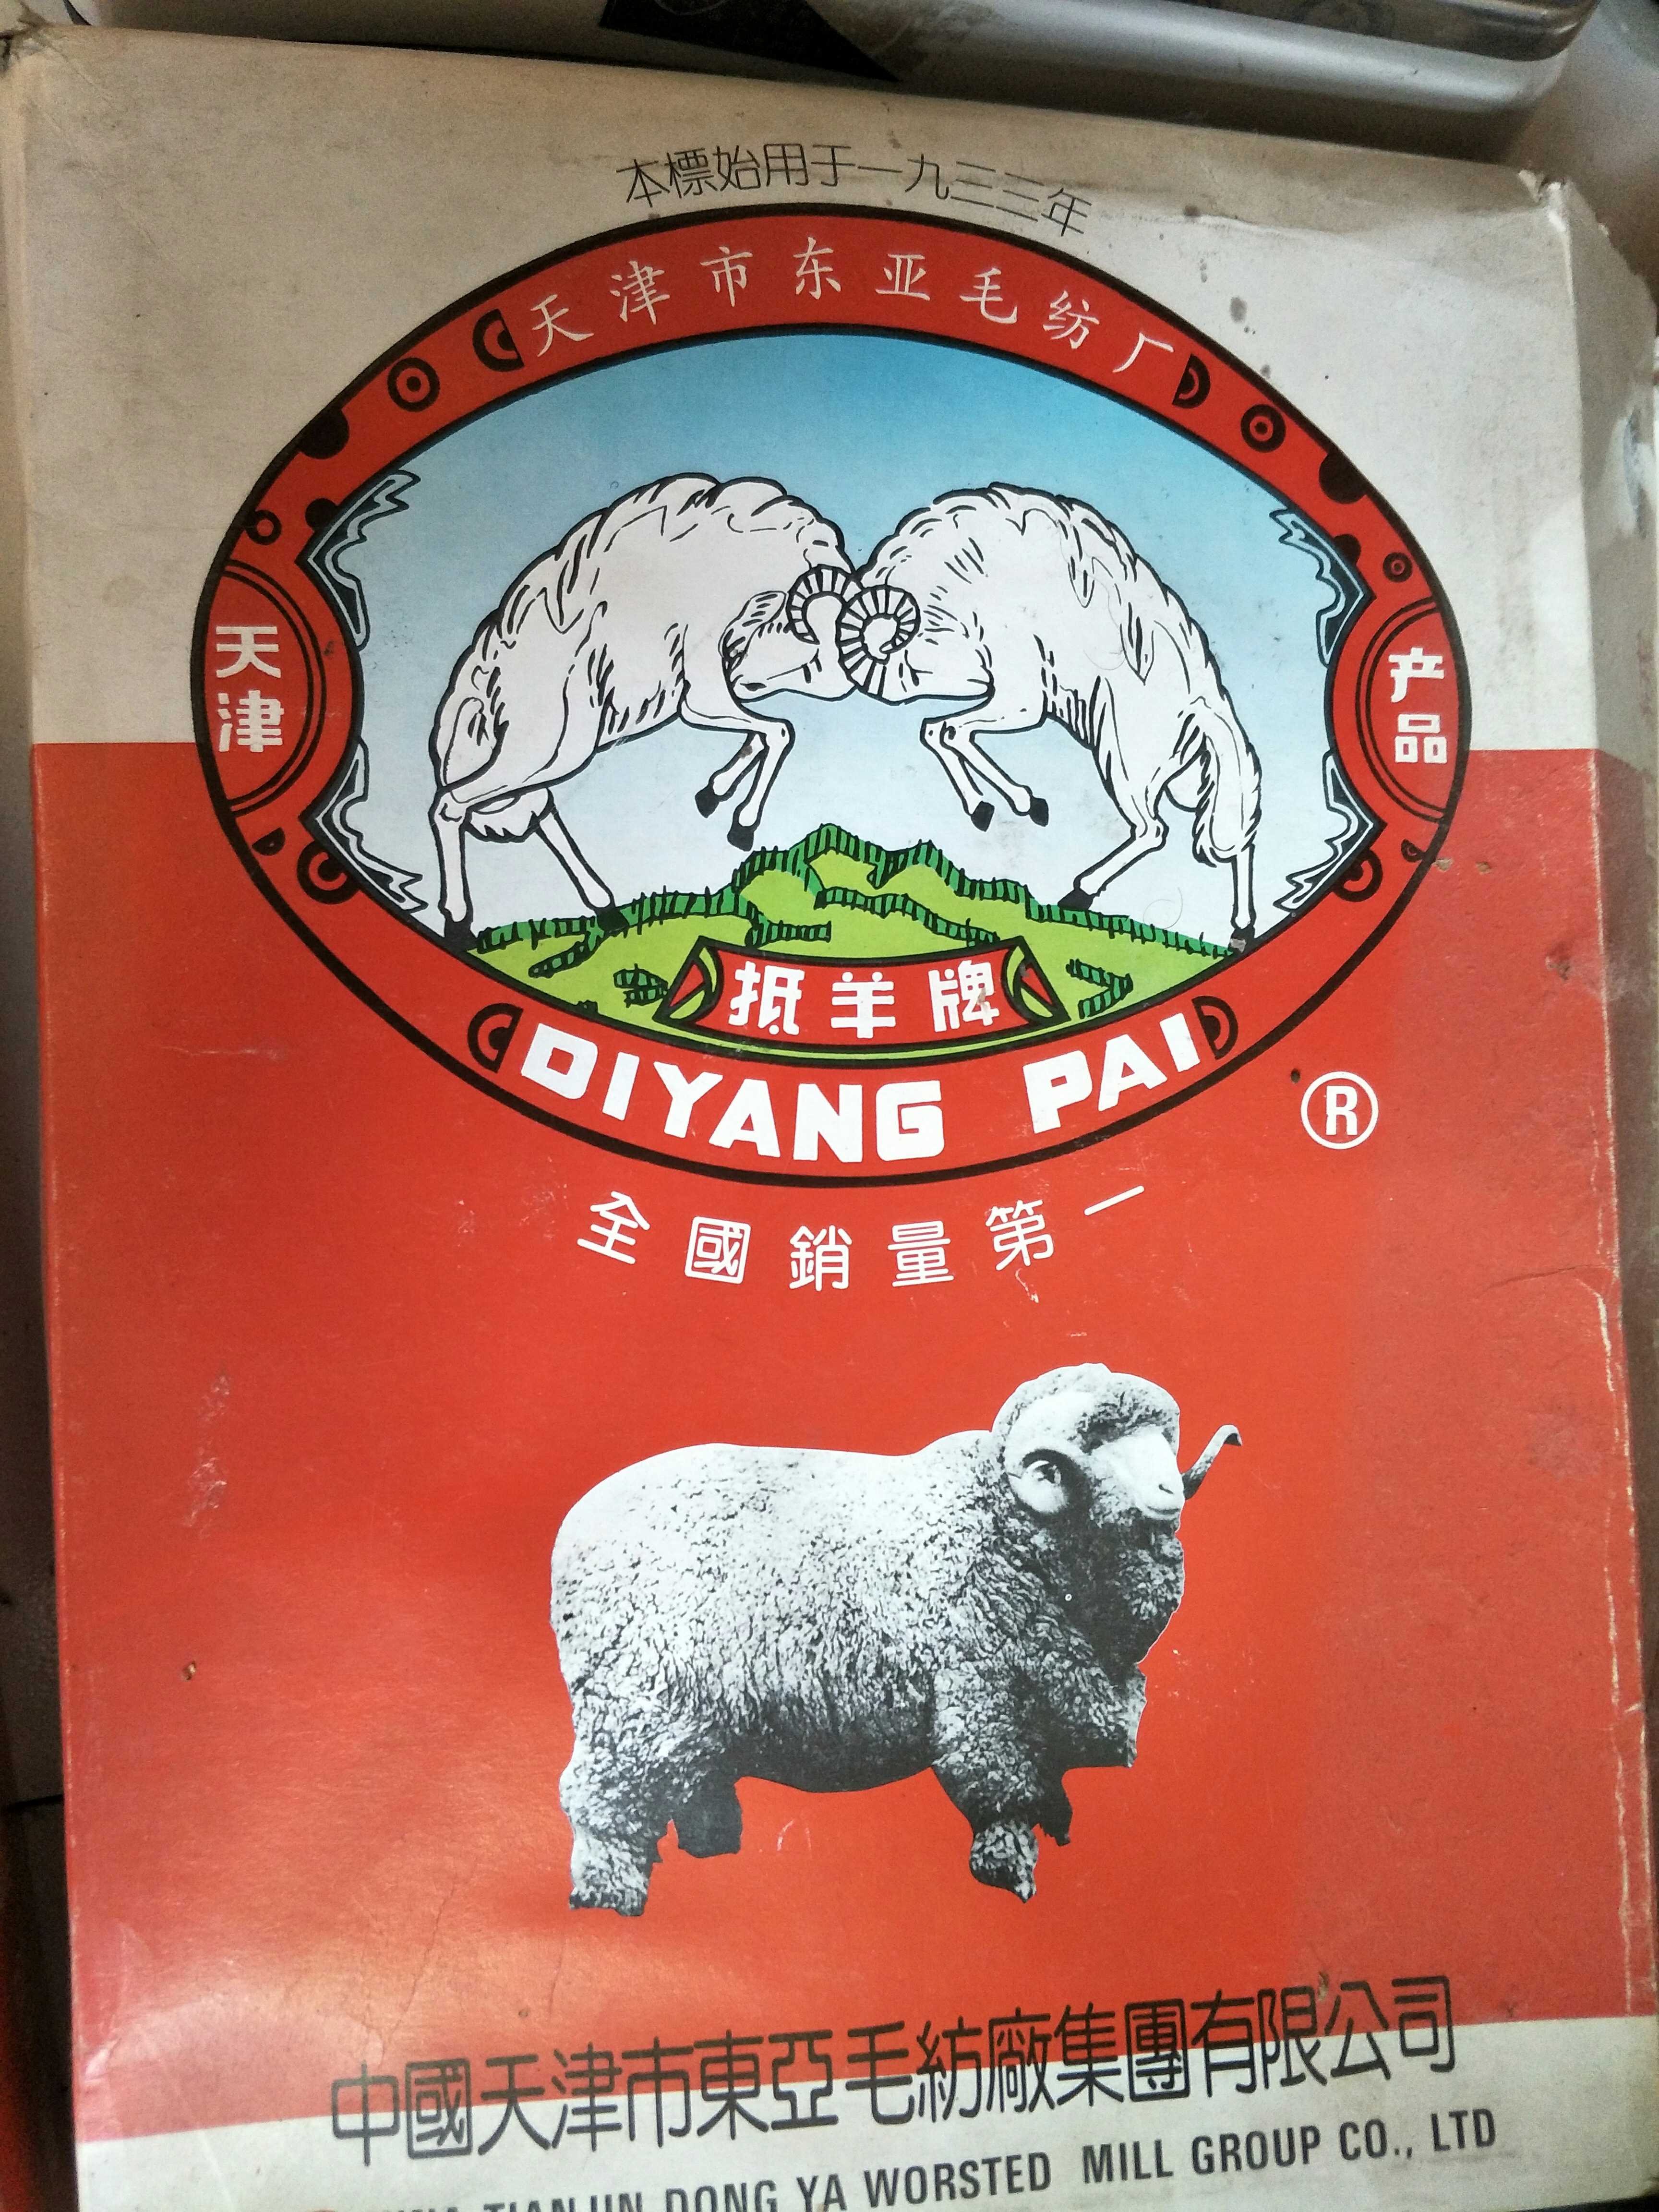 本標始用于一九三三年
天津市东亚毛纺厂
天津
产品
抵羊牌
DIYANG PAI
®
全國銷量第一
中國天津市東亞毛紡廠集團有限公司
TIANJIN DONG YA WORSTED MILL GROUP CO., LTD